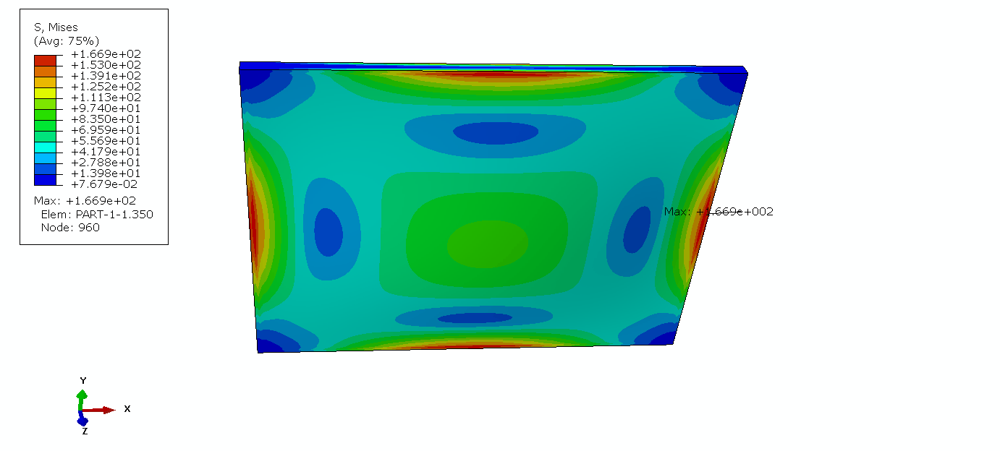 S, Mises
(Avg: 75%)
+1.669e+02
+1.530e+02
+1.391e+02
+1.252e+02
+1.113e+02
+9.740e+01
+8.350e+01
+6.959e+01
+5.569e+01
+4.179e+01
+2.788e+01
+1.398e+01
+7.679e-02
Max: +1.669e+02
Elem: PART-1-1.350
Node: 960
Max: +1.669e+002
Y
X
Z